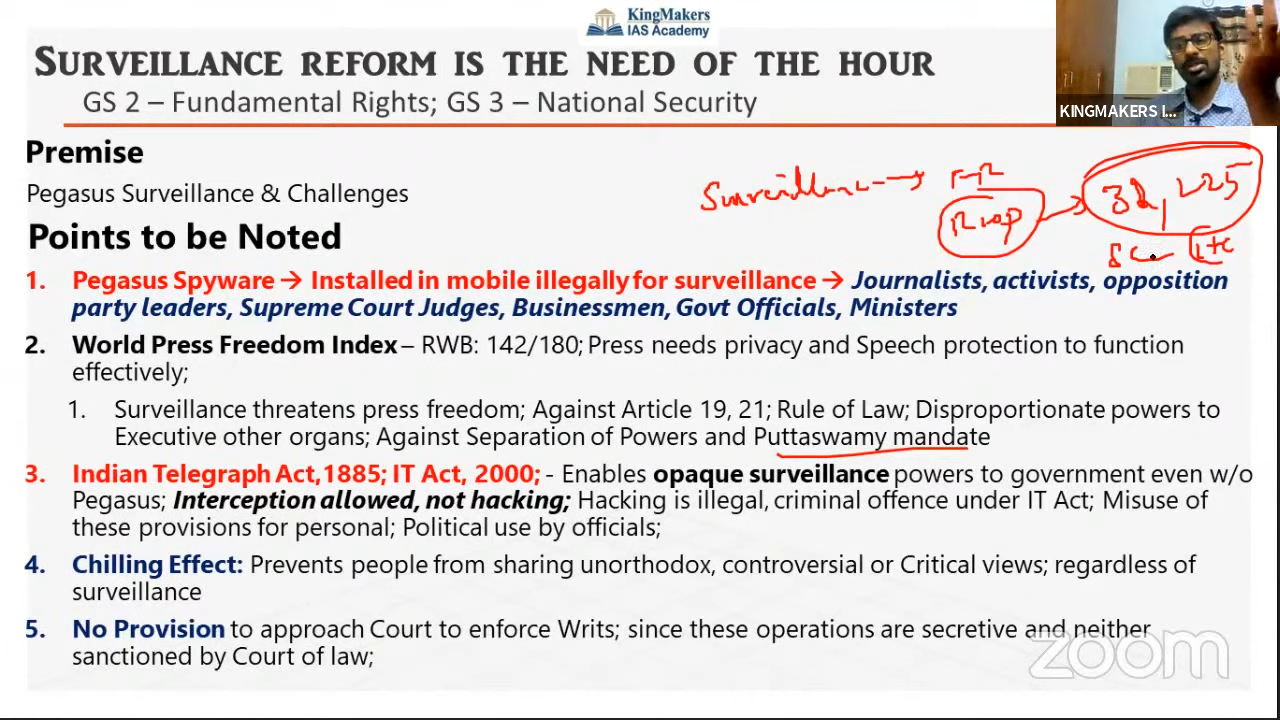 KingMakers
IAS Academy
SURVEILLANCE REFORM IS THE NEED OF THE HOUR
GS 2 – Fundamental Rights; GS 3 – National Security
KINGMAKERS I...
Premise
Pegasus Surveillance & Challenges
Surveillance → FR
32, 225
Points to be Noted
1. Pegasus Spyware → Installed in mobile illegally for surveillance → Journalists, activists, opposition
party leaders, Supreme Court Judges, Businessmen, Govt Officials, Ministers
2. World Press Freedom Index – RWB: 142/180; Press needs privacy and Speech protection to function
effectively;
1. Surveillance threatens press freedom; Against Article 19, 21; Rule of Law; Disproportionate powers to
Executive other organs; Against Separation of Powers and Puttaswamy mandate
3. Indian Telegraph Act,1885; IT Act, 2000; - Enables opaque surveillance powers to government even w/o
Pegasus; Interception allowed, not hacking; Hacking is illegal, criminal offence under IT Act; Misuse of
these provisions for personal; Political use by officials;
4. Chilling Effect: Prevents people from sharing unorthodox, controversial or Critical views; regardless of
surveillance
5. No Provision to approach Court to enforce Writs; since these operations are secretive and neither
sanctioned by Court of law;
zoom